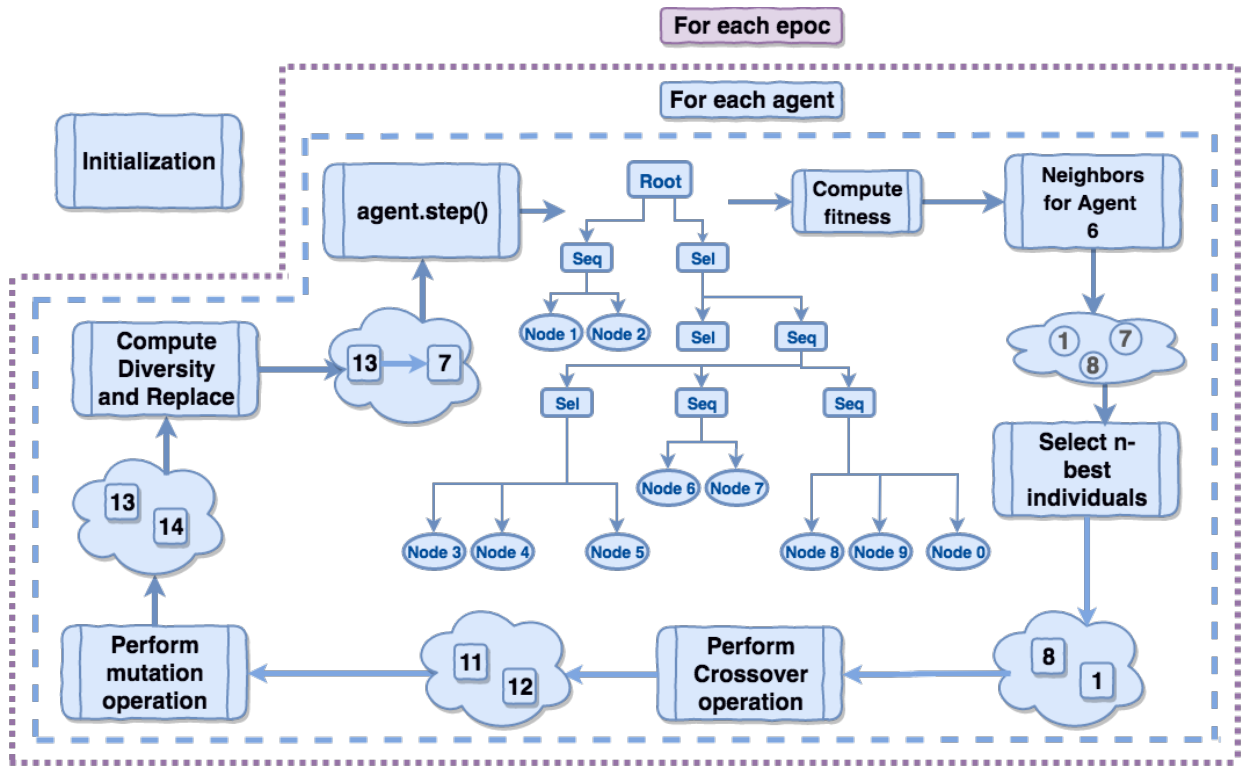 For each epoc
For each agent
Initialization
agent.step()
Root
Compute
fitness
Neighbors
for Agent
6
Seq
Sel
Node 1
Node 2
Sel
Seq
1
7
8
Compute
Diversity
and Replace
13
7
Sel
Seq
Seq
Select n-
best
individuals
Node 6
Node 7
13
14
Node 3
Node 4
Node 5
Node 8
Node 9
Node 0
Perform
mutation
operation
11
12
Perform
Crossover
operation
8
1